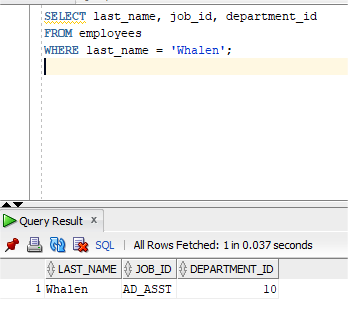 SELECT last_name, job_id, department_id
FROM employees
WHERE last_name = 'Whalen';
Query Result x
SQL | All Rows Fetched: 1 in 0.037 seconds
LAST_NAME JOB_ID DEPARTMENT_ID
1 Whalen AD_ASST 10